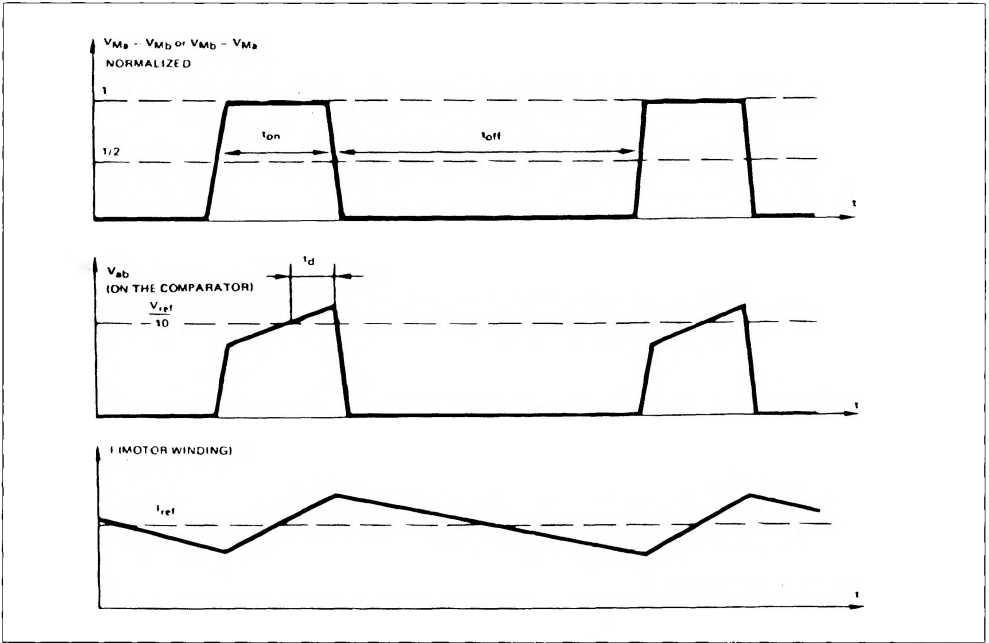 VMa – VMb or VMb – VMa
NORMALIZED
1
ton
toff
1/2
t
td
Vab
(ON THE COMPARATOR)
Vref
10
t
I (MOTOR WINDING)
Iref
t